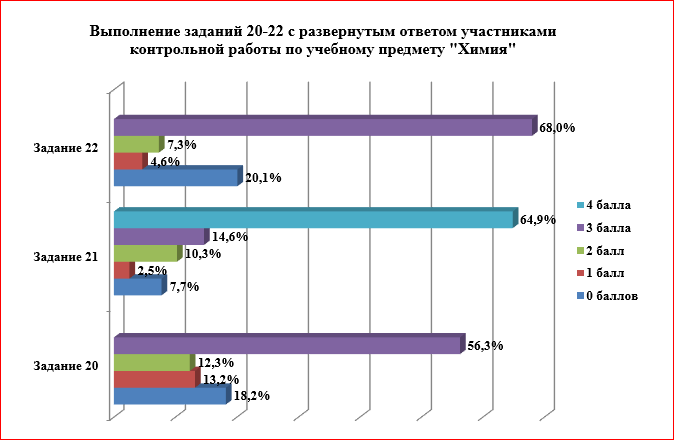 Выполнение заданий 20-22 с развернутым ответом участниками
контрольной работы по учебному предмету "Химия"
68,0%
Задание 22
7,3%
4,6%
20,1%
64,9%
14,6%
Задание 21
10,3%
2,5%
7,7%
56,3%
Задание 20
12,3%
13,2%
18,2%
4 балла
3 балла
2 балл
1 балл
0 баллов